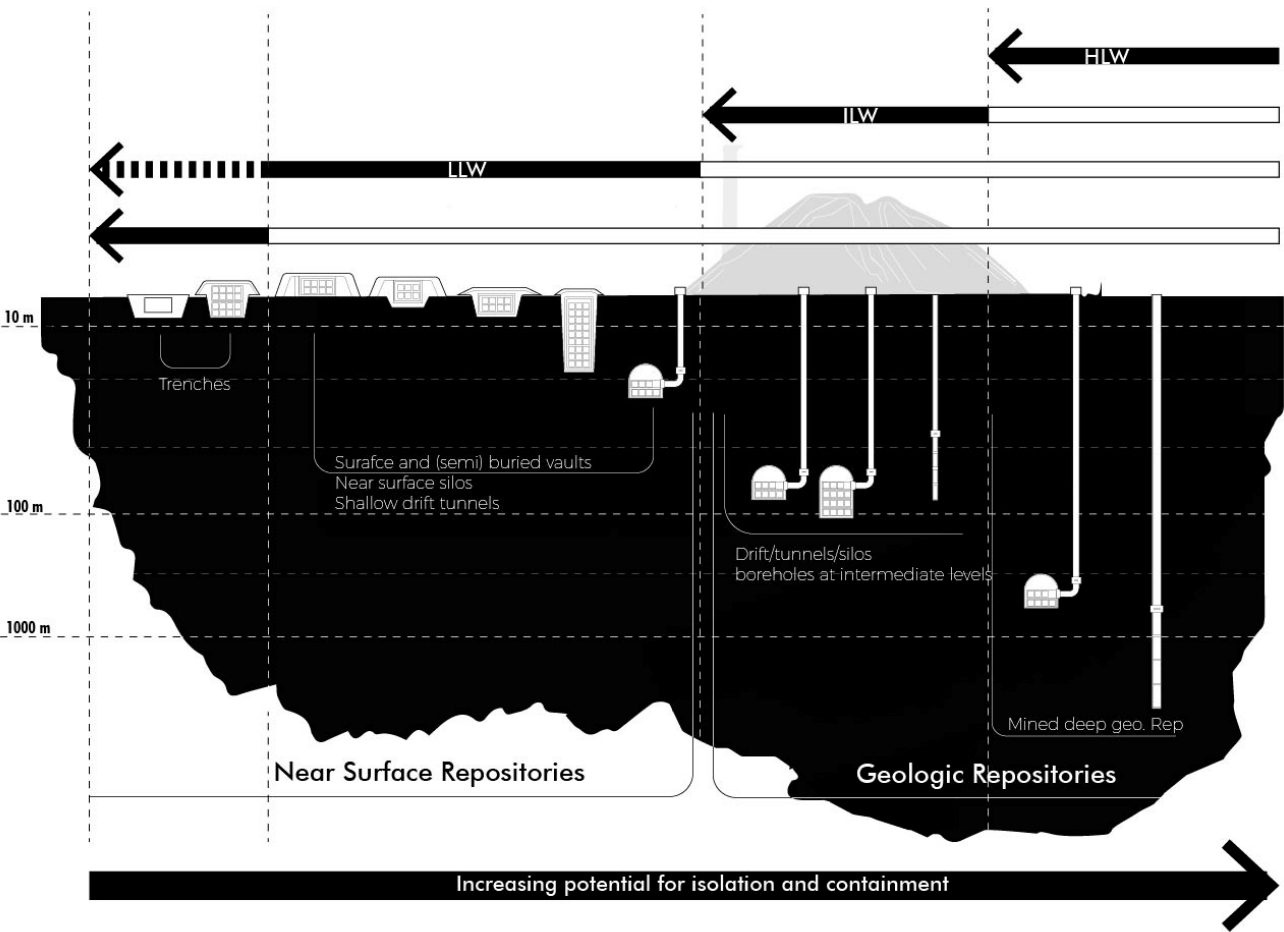 HLW
ILW
LLW
10 m
Trenches
Surafce and (semi) buried vaults
Near surface silos
Shallow drift tunnels
100 m
Drift/tunnels/silos
boreholes at intermediate levels
1000 m
Mined deep geo. Rep
Near Surface Repositories
Geologic Repositories
Increasing potential for isolation and containment